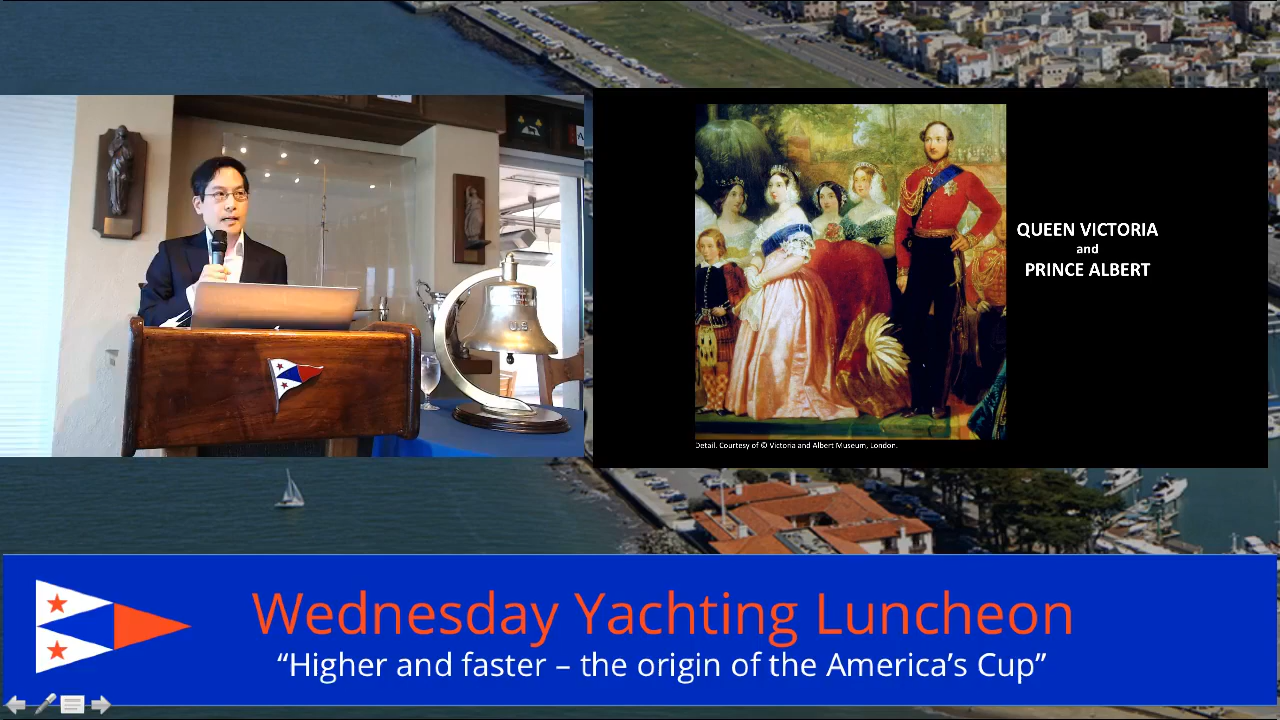 U.S
QUEEN VICTORIA
and
PRINCE ALBERT
Detail. Courtesy of © Victoria and Albert Museum, London.
Wednesday Yachting Luncheon
“Higher and faster – the origin of the America’s Cup”